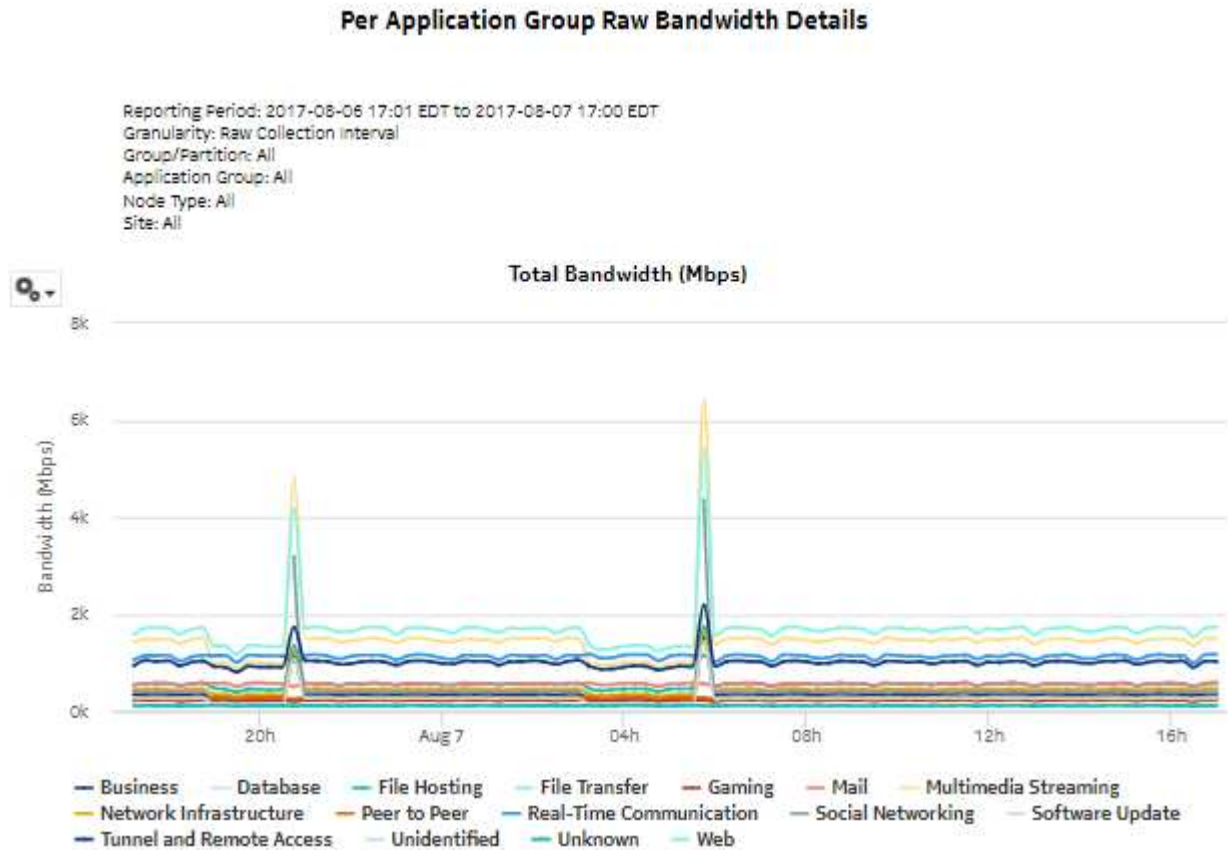 Per Application Group Raw Bandwidth Details
Reporting Period: 2017-08-06 17:01 EDT to 2017-08-07 17:00 EDT
Granularity: Raw Collection Interval
Group/Partition: All
Application Group: All
Node Type: All
Site: All
Total Bandwidth (Mbps)
8k
6k
4k
2k
0k
Bandwidth (Mbps)
20h Aug 7 04h 08h 12h 16h
Business Database File Hosting File Transfer Gaming Mail Multimedia Streaming
Network Infrastructure Peer to Peer Real-Time Communication Social Networking Software Update
Tunnel and Remote Access Unidentified Unknown Web